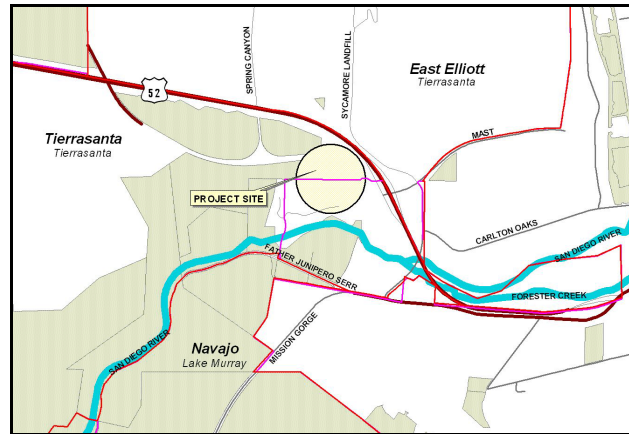 SPRING CANYON
SYCAMORE LANDFILL
East Elliott
Tierrasanta
52
Tierrasanta
Tierrasanta
MAST
PROJECT SITE
CARLTON OAKS
SAN DIEGO RIVER
FATHER JUNIPERO SERR
FORESTER CREEK
MISSION GORGE
SAN DIEGO RIVER
Navajo
Lake Murray